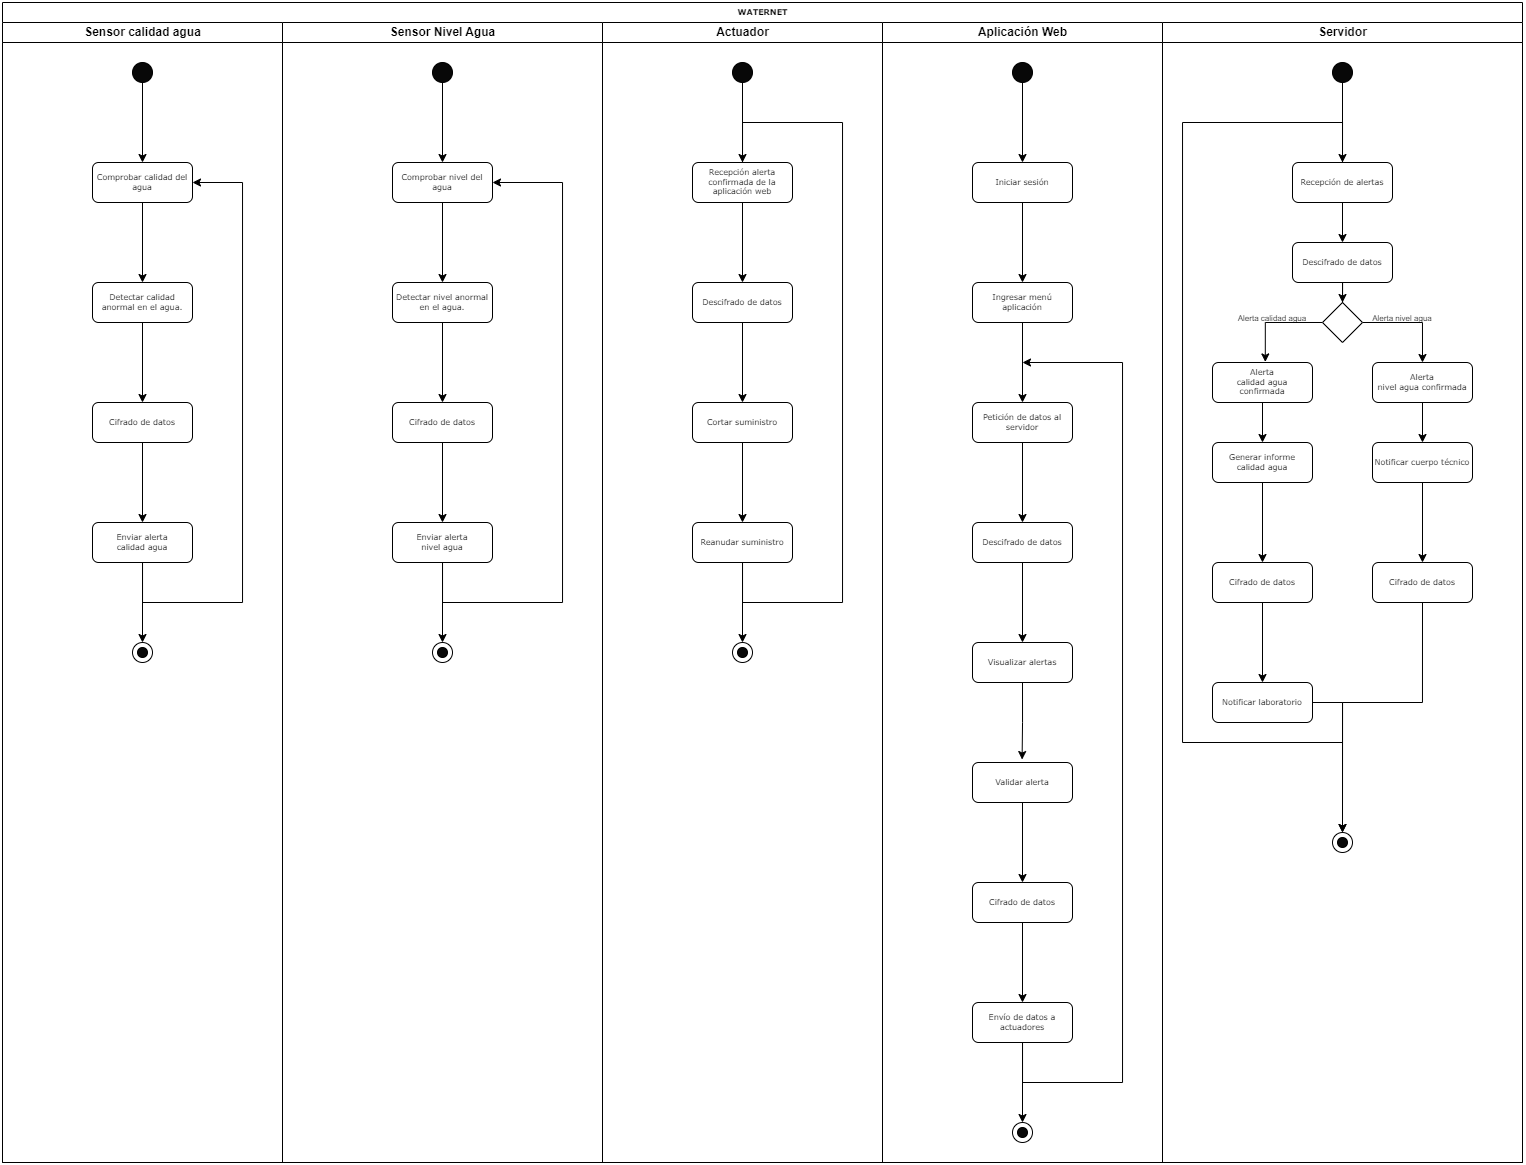 WATERNET
Sensor calidad agua
Sensor Nivel Agua
Actuador
Aplicación Web
Servidor
Comprobar calidad del
agua
Detectar calidad
anormal en el agua.
Cifrado de datos
Enviar alerta
calidad agua
Comprobar nivel del
agua
Detectar nivel anormal
en el agua.
Cifrado de datos
Enviar alerta
nivel agua
Recepción alerta
confirmada de la
aplicación web
Descifrado de datos
Cortar suministro
Reanudar suministro
Iniciar sesión
Ingresar menú
aplicación
Petición de datos al
servidor
Descifrado de datos
Visualizar alertas
Validar alerta
Cifrado de datos
Envío de datos a
actuadores
Recepción de alertas
Descifrado de datos
Alerta calidad agua
Alerta nivel agua
Alerta
calidad agua
confirmada
Generar informe
calidad agua
Cifrado de datos
Notificar laboratorio
Alerta
nivel agua confirmada
Notificar cuerpo técnico
Cifrado de datos